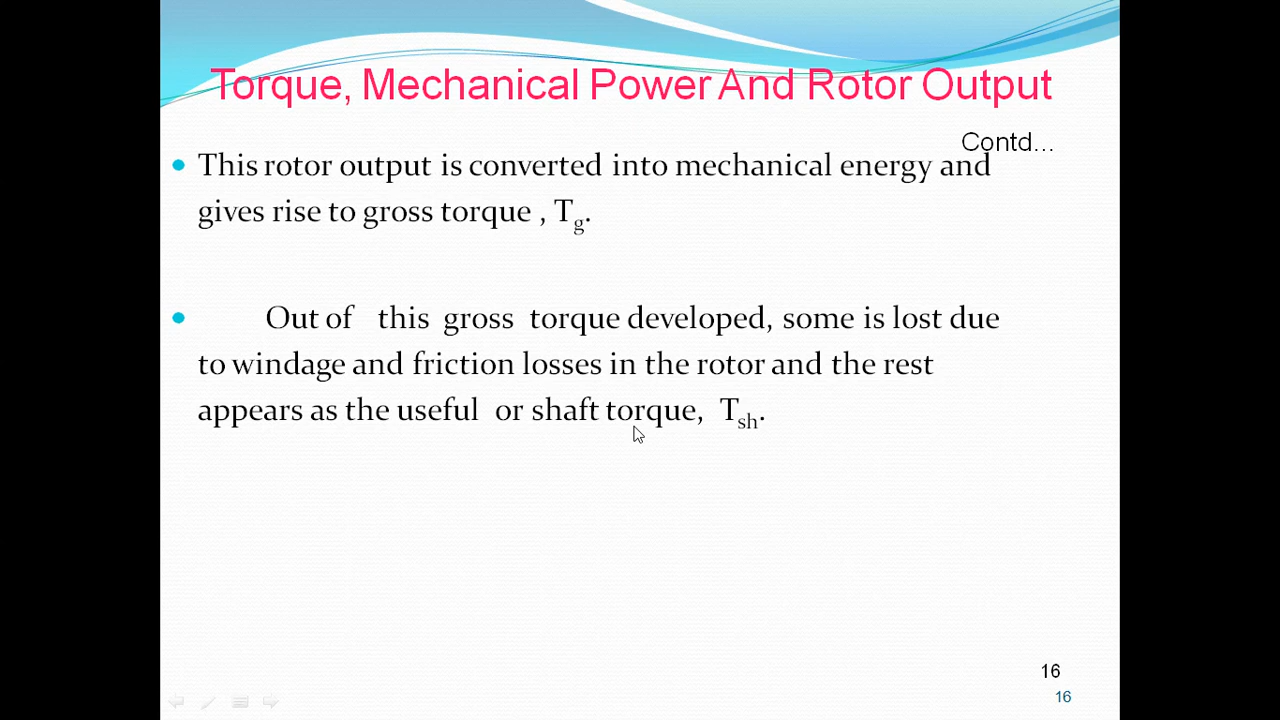 Torque, Mechanical Power And Rotor Output
Contd...
• This rotor output is converted into mechanical energy and
gives rise to gross torque , Tg.
• Out of this gross torque developed, some is lost due
to windage and friction losses in the rotor and the rest
appears as the useful or shaft torque, Tsh.
16
16